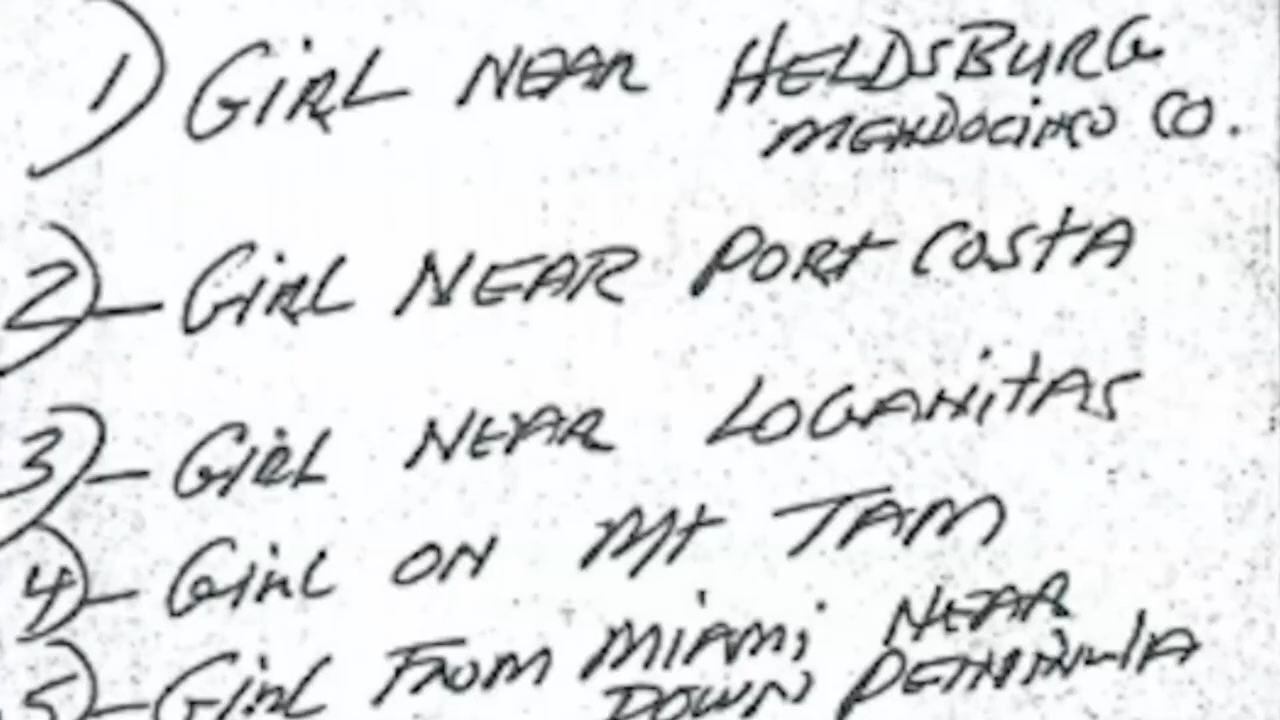 1) GIRL NEAR HELDSBURG
MENDOCINO CO.
2)- GIRL NEAR PORT COSTA
3)- GIRL NEAR LOGANITAS
4)- GIRL ON Mt TAM
5)- GIRL FROM MIAMI NEAR
DOWN PENINULA